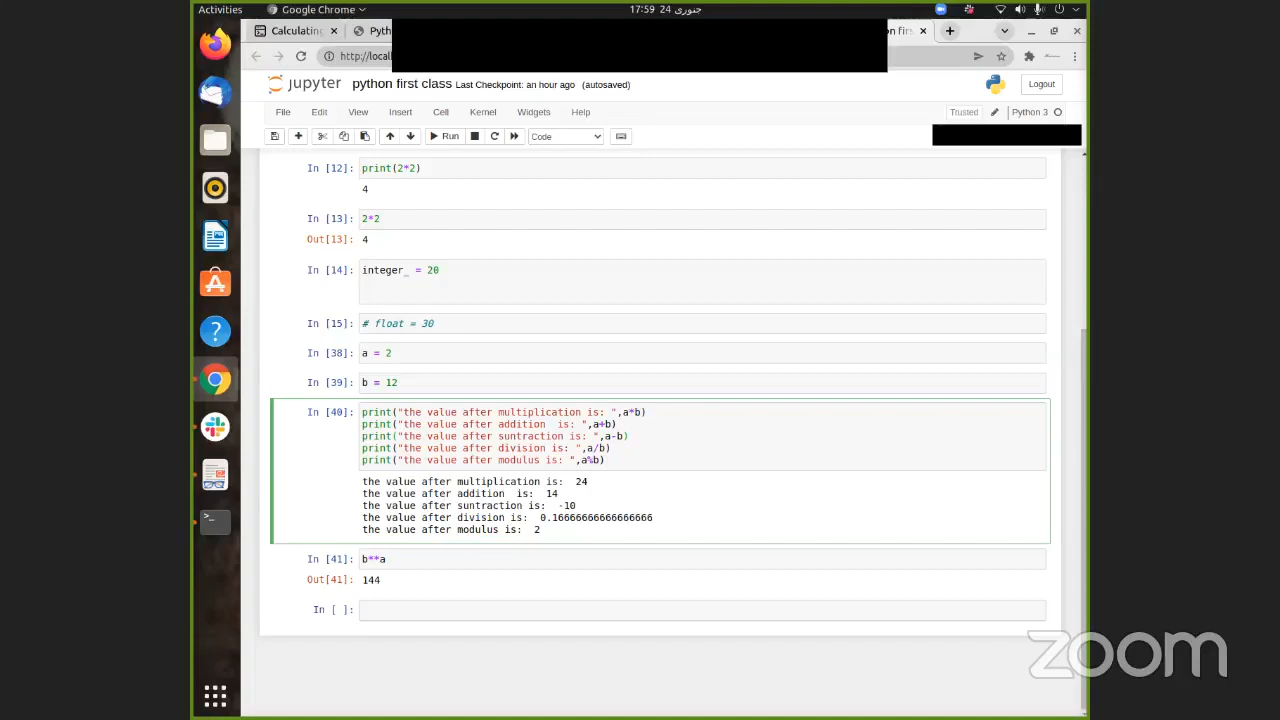 Activities
Google Chrome
17:59 24 جنوری
Calculating
Pyth
n firs
http://local
jupyter python first class Last Checkpoint: an hour ago (autosaved)
Logout
File Edit View Insert Cell Kernel Widgets Help
Trusted Python 3
Run Code
In [12]: print(2*2)
4
In [13]: 2*2
Out[13]: 4
In [14]: integer_ = 20
In [15]: # float = 30
In [38]: a = 2
In [39]: b = 12
In [40]: print("the value after multiplication is: ",a*b)
print("the value after addition  is: ",a+b)
print("the value after suntraction is: ",a-b)
print("the value after division is: ",a/b)
print("the value after modulus is: ",a%b)
the value after multiplication is:  24
the value after addition  is:  14
the value after suntraction is:  -10
the value after division is:  0.16666666666666666
the value after modulus is:  2
In [41]: b**a
Out[41]: 144
In [ ]:
zoom